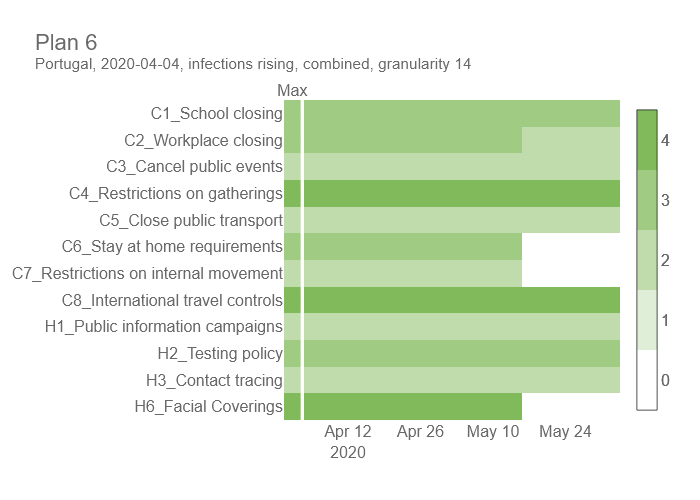 Plan 6
Portugal, 2020-04-04, infections rising, combined, granularity 14
Max
C1_School closing
C2_Workplace closing
C3_Cancel public events
C4_Restrictions on gatherings
C5_Close public transport
C6_Stay at home requirements
C7_Restrictions on internal movement
C8_International travel controls
H1_Public information campaigns
H2_Testing policy
H3_Contact tracing
H6_Facial Coverings
Apr 12 Apr 26 May 10 May 24
2020
4
3
2
1
0